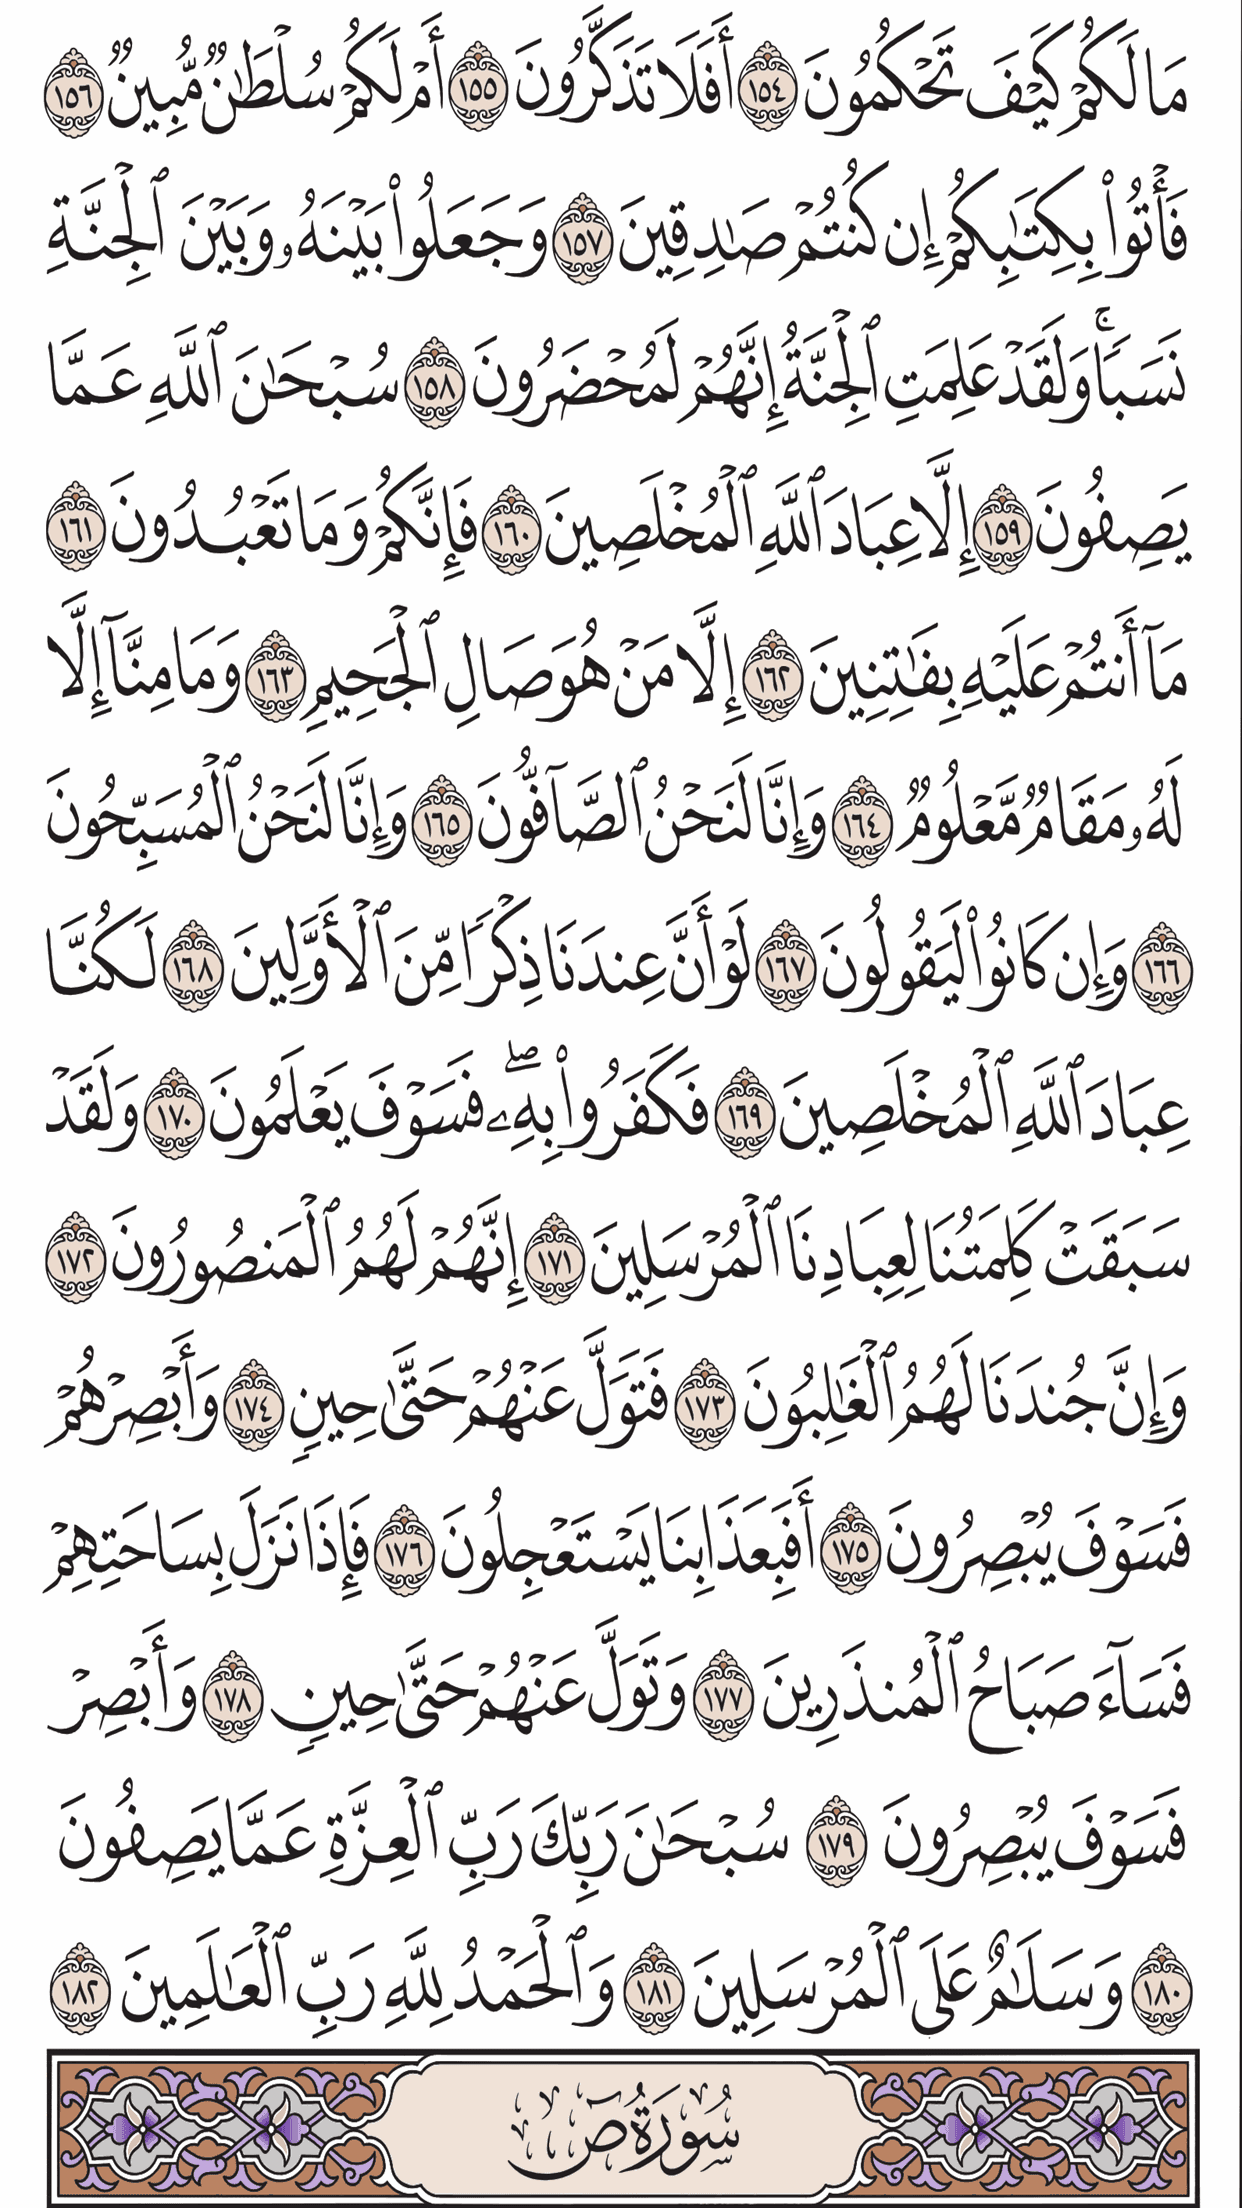 مَا لَكُمْ كَيْفَ تَحْكُمُونَ ١٥٤ أَفَلَا تَذَكَّرُونَ ١٥٥ أَمْ لَكُمْ سُلْطَٰنٌ مُّبِينٌ ١٥٦
فَأْتُوا۟ بِكِتَٰبِكُمْ إِن كُنتُمْ صَٰدِقِينَ ١٥٧ وَجَعَلُوا۟ بَيْنَهُۥ وَبَيْنَ ٱلْجِنَّةِ
نَسَبًا ۚ وَلَقَدْ عَلِمَتِ ٱلْجِنَّةُ إِنَّهُمْ لَمُحْضَرُونَ ١٥٨ سُبْحَٰنَ ٱللَّهِ عَمَّا
يَصِفُونَ ١٥٩ إِلَّا عِبَادَ ٱللَّهِ ٱلْمُخْلَصِينَ ١٦٠ فَإِنَّكُمْ وَمَا تَعْبُدُونَ ١٦١
مَآ أَنتُمْ عَلَيْهِ بِفَٰتِنِينَ ١٦٢ إِلَّا مَنْ هُوَ صَالِ ٱلْجَحِيمِ ١٦٣ وَمَا مِنَّآ إِلَّا
لَهُۥ مَقَامٌ مَّعْلُومٌ ١٦٤ وَإِنَّا لَنَحْنُ ٱلصَّآفُّونَ ١٦٥ وَإِنَّا لَنَحْنُ ٱلْمُسَبِّحُونَ
١٦٦ وَإِن كَانُوا۟ لَيَقُولُونَ ١٦٧ لَوْ أَنَّ عِندَنَا ذِكْرًا مِّنَ ٱلْأَوَّلِينَ ١٦٨ لَكُنَّا
عِبَادَ ٱللَّهِ ٱلْمُخْلَصِينَ ١٦٩ فَكَفَرُوا۟ بِهِۦ ۖ فَسَوْفَ يَعْلَمُونَ ١٧٠ وَلَقَدْ
سَبَقَتْ كَلِمَتُنَا لِعِبَادِنَا ٱلْمُرْسَلِينَ ١٧١ إِنَّهُمْ لَهُمُ ٱلْمَنصُورُونَ ١٧٢
وَإِنَّ جُندَنَا لَهُمُ ٱلْغَٰلِبُونَ ١٧٣ فَتَوَلَّ عَنْهُمْ حَتَّىٰ حِينٍ ١٧٤ وَأَبْصِرْهُمْ
فَسَوْفَ يُبْصِرُونَ ١٧٥ أَفَبِعَذَابِنَا يَسْتَعْجِلُونَ ١٧٦ فَإِذَا نَزَلَ بِسَاحَتِهِمْ
فَسَآءَ صَبَاحُ ٱلْمُنذَرِينَ ١٧٧ وَتَوَلَّ عَنْهُمْ حَتَّىٰ حِينٍ ١٧٨ وَأَبْصِرْ
فَسَوْفَ يُبْصِرُونَ ١٧٩ سُبْحَٰنَ رَبِّكَ رَبِّ ٱلْعِزَّةِ عَمَّا يَصِفُونَ
١٨٠ وَسَلَٰمٌ عَلَى ٱلْمُرْسَلِينَ ١٨١ وَٱلْحَمْدُ لِلَّهِ رَبِّ ٱلْعَٰلَمِينَ ١٨٢
سُورَةُ صٓ